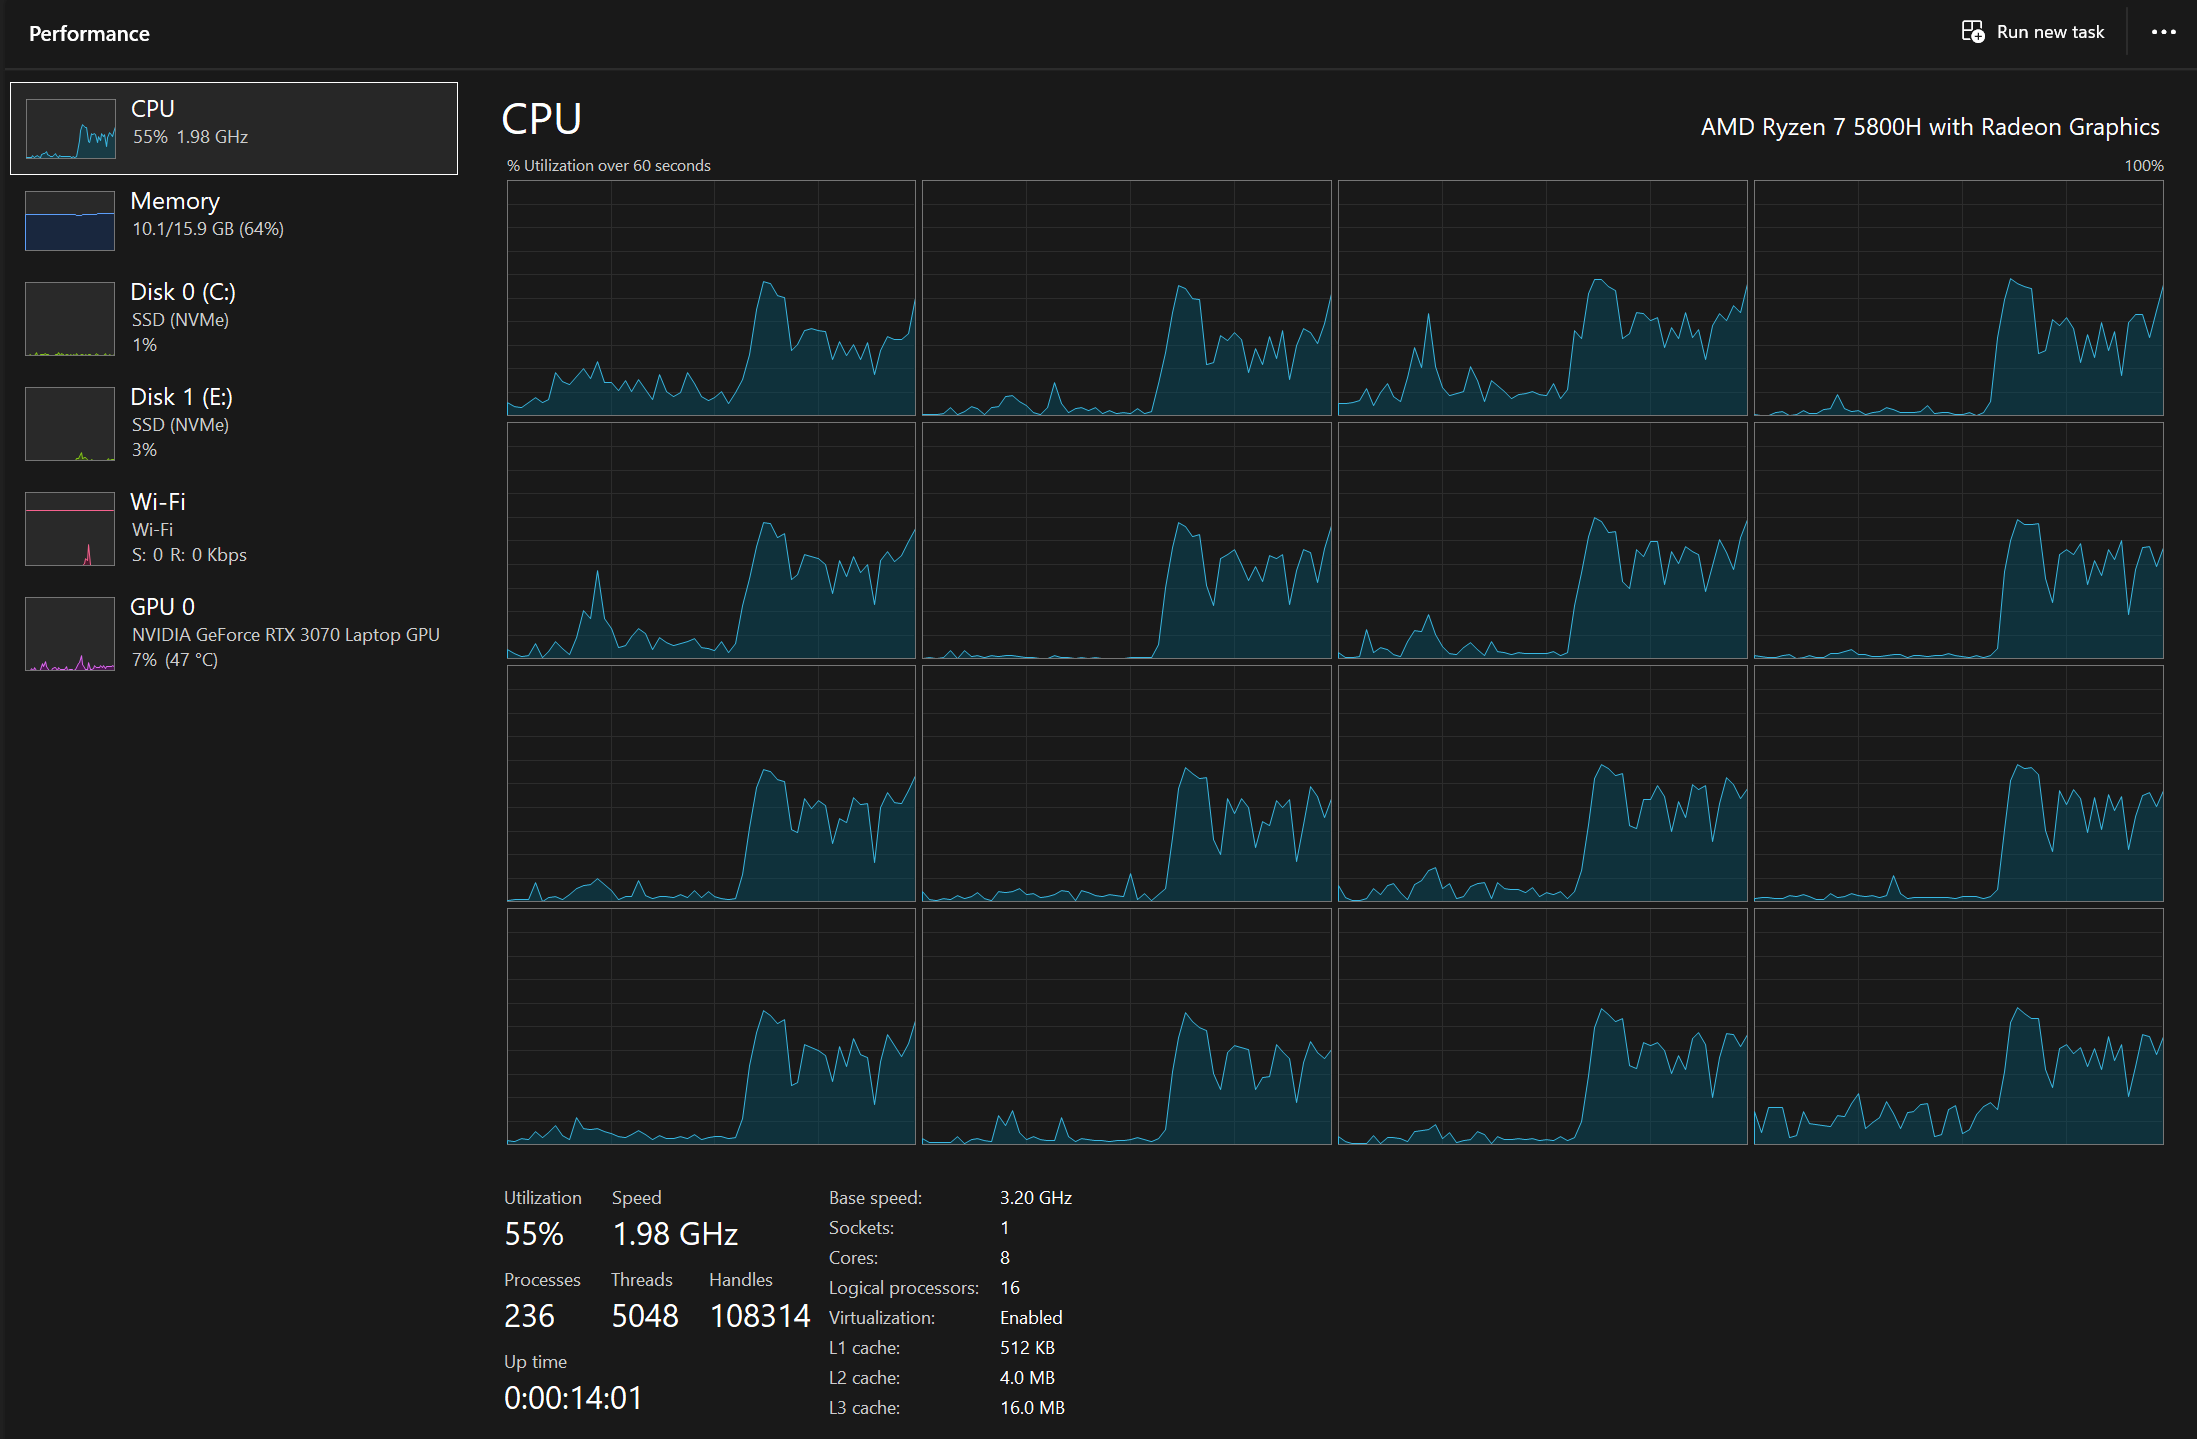 Performance
Run new task
CPU
55% 1.98 GHz
Memory
10.1/15.9 GB (64%)
Disk 0 (C:)
SSD (NVMe)
1%
Disk 1 (E:)
SSD (NVMe)
3%
Wi-Fi
Wi-Fi
S: 0 R: 0 Kbps
GPU 0
NVIDIA GeForce RTX 3070 Laptop GPU
7% (47 °C)
CPU
AMD Ryzen 7 5800H with Radeon Graphics
% Utilization over 60 seconds
100%
Utilization Speed
55% 1.98 GHz
Processes Threads Handles
236 5048 108314
Up time
0:00:14:01
Base speed: 3.20 GHz
Sockets: 1
Cores: 8
Logical processors: 16
Virtualization: Enabled
L1 cache: 512 KB
L2 cache: 4.0 MB
L3 cache: 16.0 MB